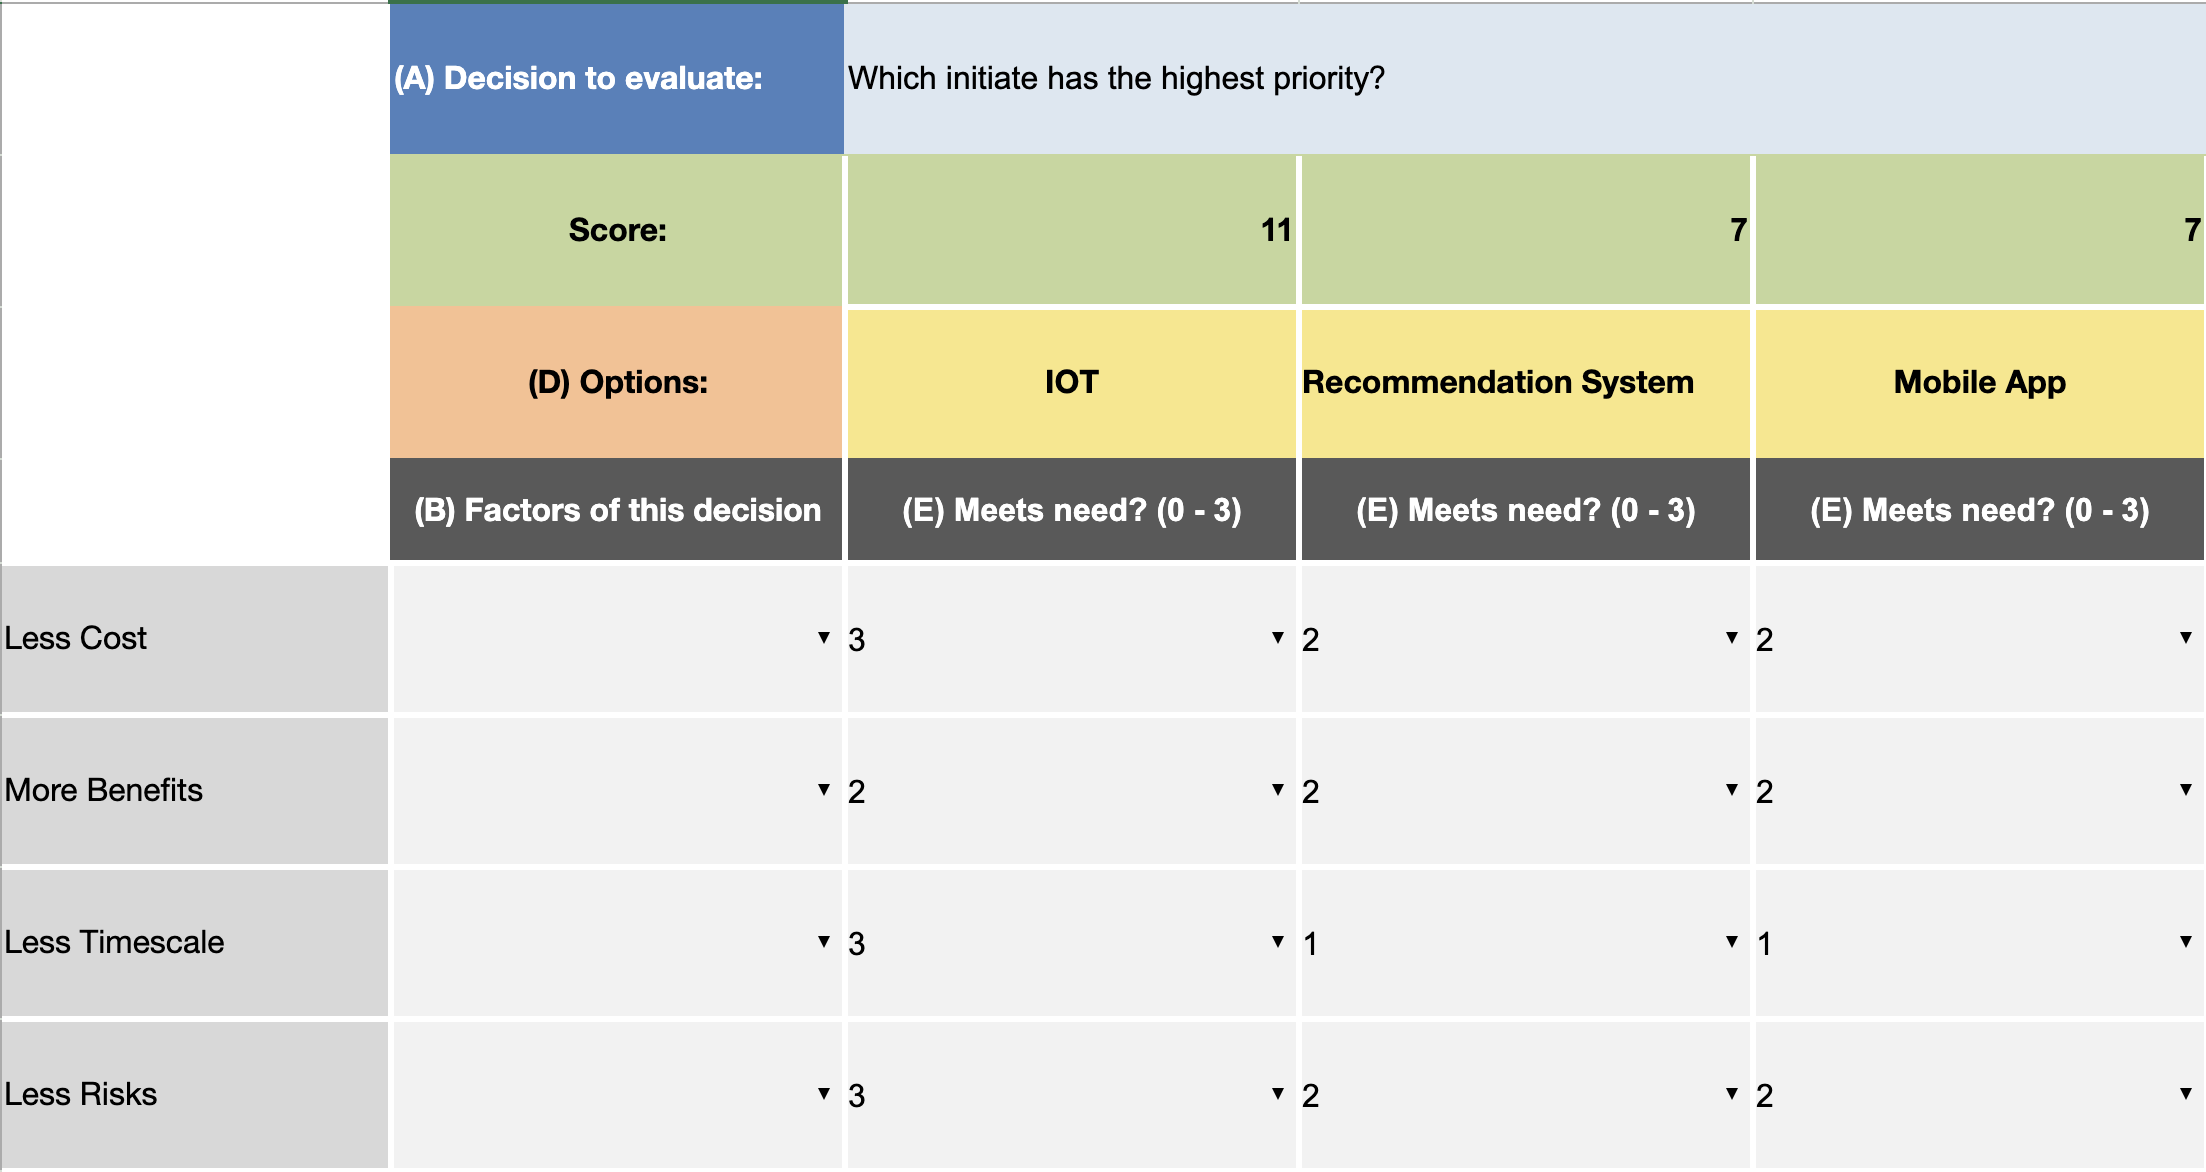 (A) Decision to evaluate: Which initiate has the highest priority?
Score: 11 7 7
(D) Options: IOT Recommendation System Mobile App
(B) Factors of this decision (E) Meets need? (0 - 3) (E) Meets need? (0 - 3) (E) Meets need? (0 - 3)
Less Cost 3 2 2
More Benefits 2 2 2
Less Timescale 3 1 1
Less Risks 3 2 2